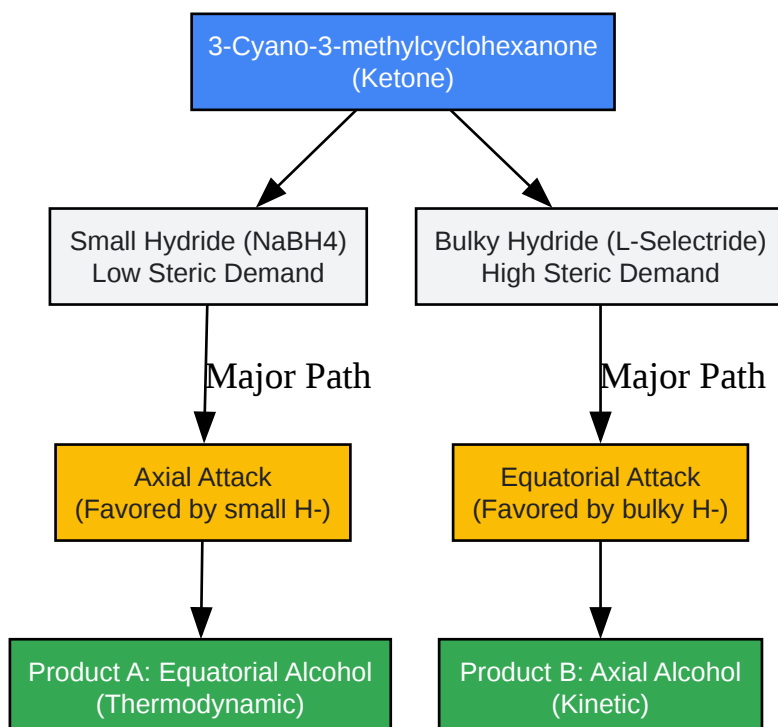 3-Cyano-3-methylcyclohexanone
(Ketone)
Small Hydride (NaBH4)
Low Steric Demand
Bulky Hydride (L-Selectride)
High Steric Demand
Major Path
Major Path
Axial Attack
(Favored by small H-)
Equatorial Attack
(Favored by bulky H-)
Product A: Equatorial Alcohol
(Thermodynamic)
Product B: Axial Alcohol
(Kinetic)